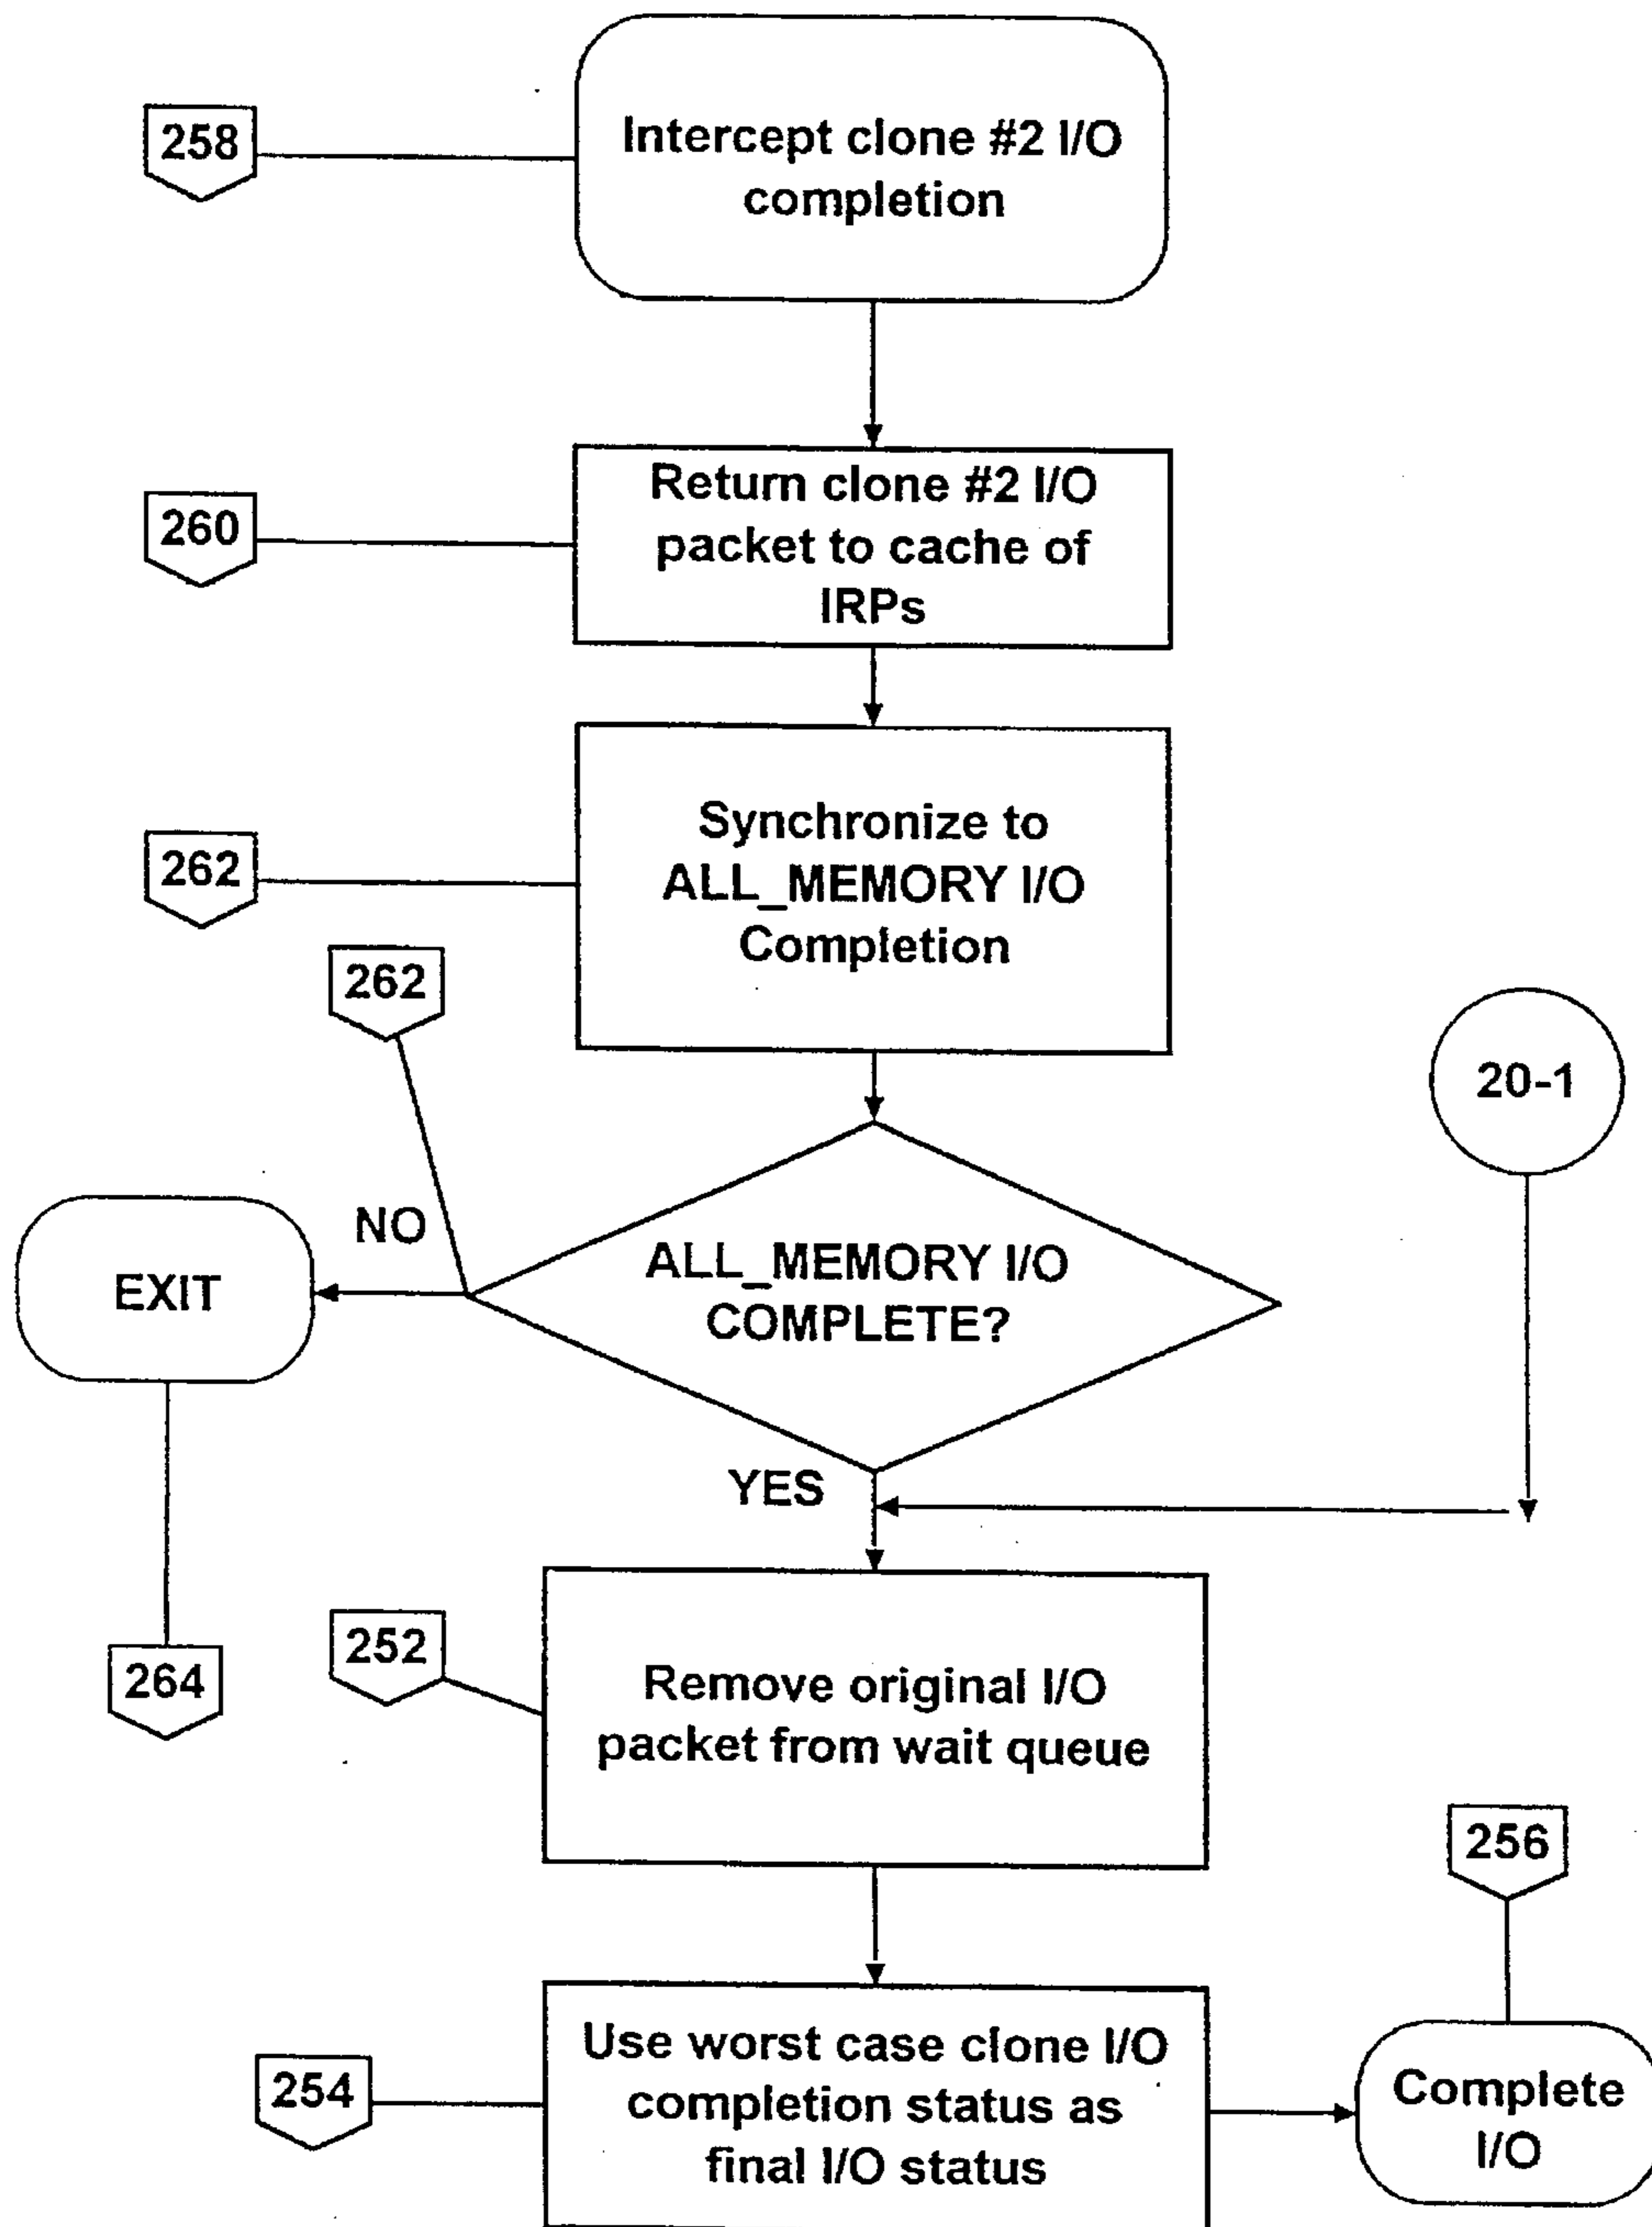 258
Intercept clone #2 I/O
completion
260
Return clone #2 I/O
packet to cache of
IRPs
262
Synchronize to
ALL_MEMORY I/O
Completion
262
20-1
NO
EXIT
ALL_MEMORY I/O
COMPLETE?
YES
264
252
Remove original I/O
packet from wait queue
256
254
Use worst case clone I/O
completion status as
final I/O status
Complete
I/O